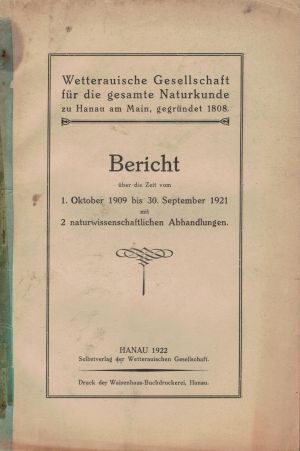 Wetterauische Gesellschaft
für die gesamte Naturkunde
zu Hanau am Main, gegründet 1808.
Bericht
über die Zeit vom
1. Oktober 1909 bis 30. September 1921
mit
2 naturwissenschaftlichen Abhandlungen.
HANAU 1922
Selbstverlag der Wetterauischen Gesellschaft.
Druck der Waisenhaus-Buchdruckerei, Hanau.